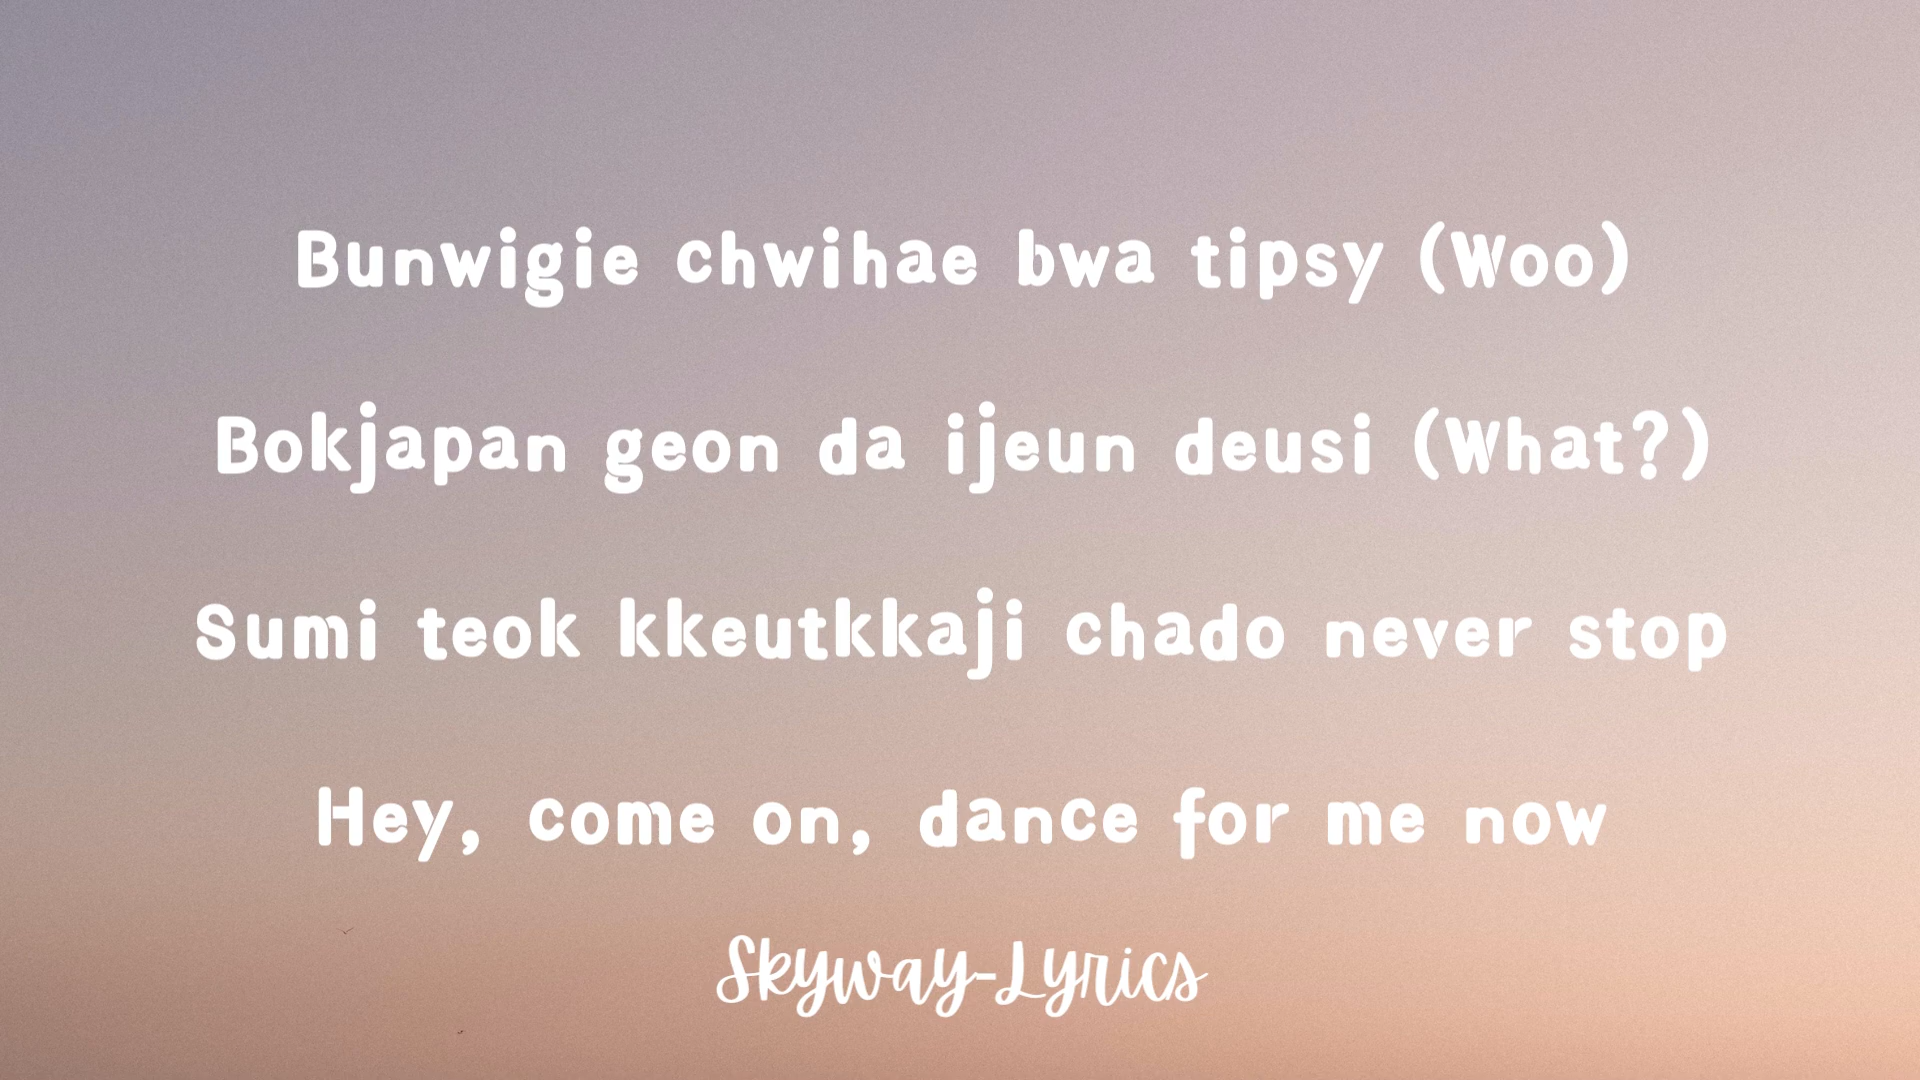 Bunwigie chwihae bwa tipsy (Woo)
Bokjapan geon da ijeun deusi (What?)
Sumi teok kkeutkkaji chado never stop
Hey, come on, dance for me now
Skyway-Lyrics